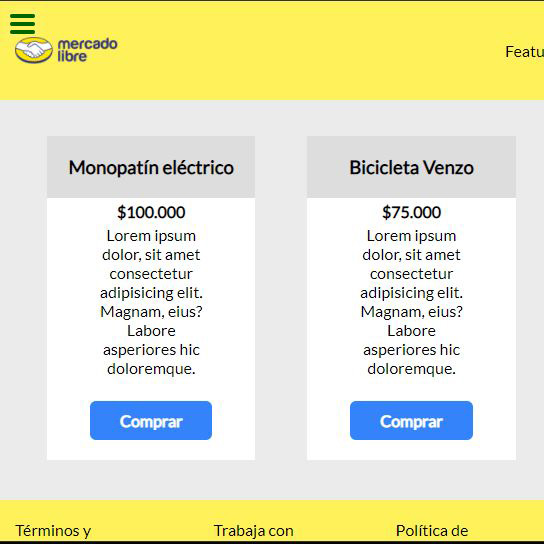 mercado
libre
Featu
Monopatín eléctrico
$100.000
Lorem ipsum
dolor, sit amet
consectetur
adipisicing elit.
Magnam, eius?
Labore
asperiores hic
doloremque.
Comprar
Bicicleta Venzo
$75.000
Lorem ipsum
dolor, sit amet
consectetur
adipisicing elit.
Magnam, eius?
Labore
asperiores hic
doloremque.
Comprar
Términos y
Trabaja con
Política de